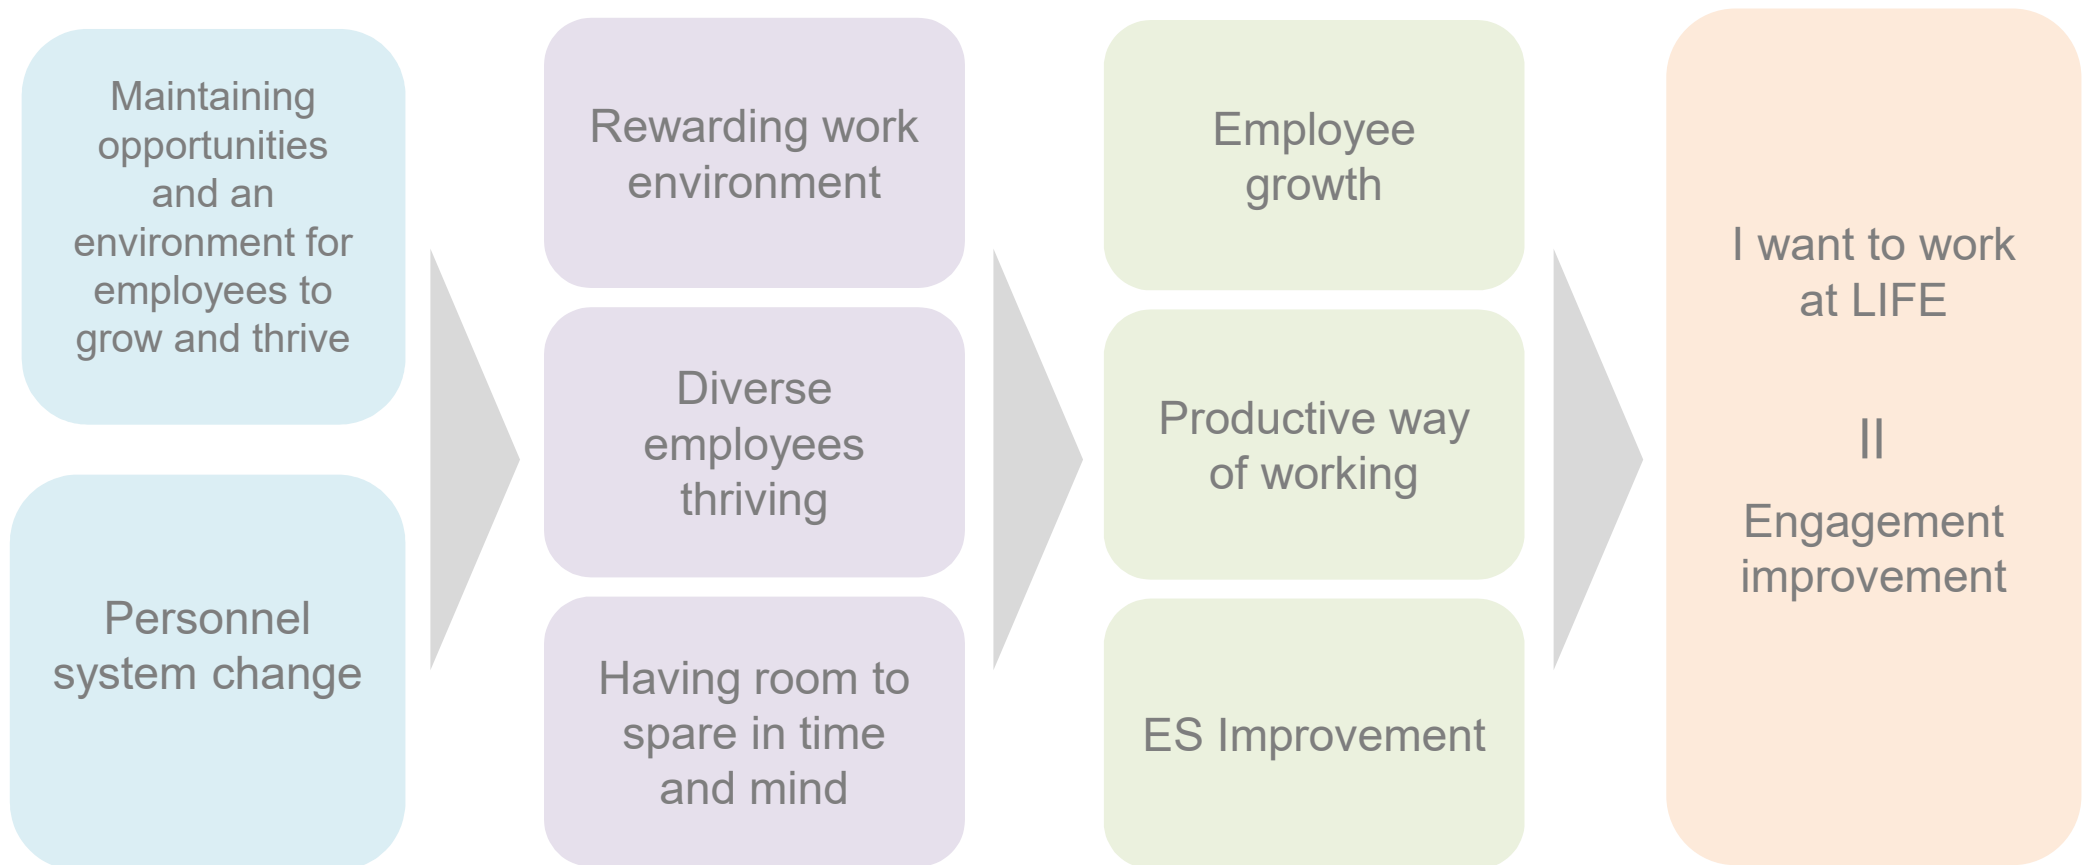 Maintaining
opportunities
and an
environment for
employees to
grow and thrive
Personnel
system change
Rewarding work
environment
Diverse
employees
thriving
Having room to
spare in time
and mind
Employee
growth
Productive way
of working
ES Improvement
I want to work
at LIFE
||
Engagement
improvement